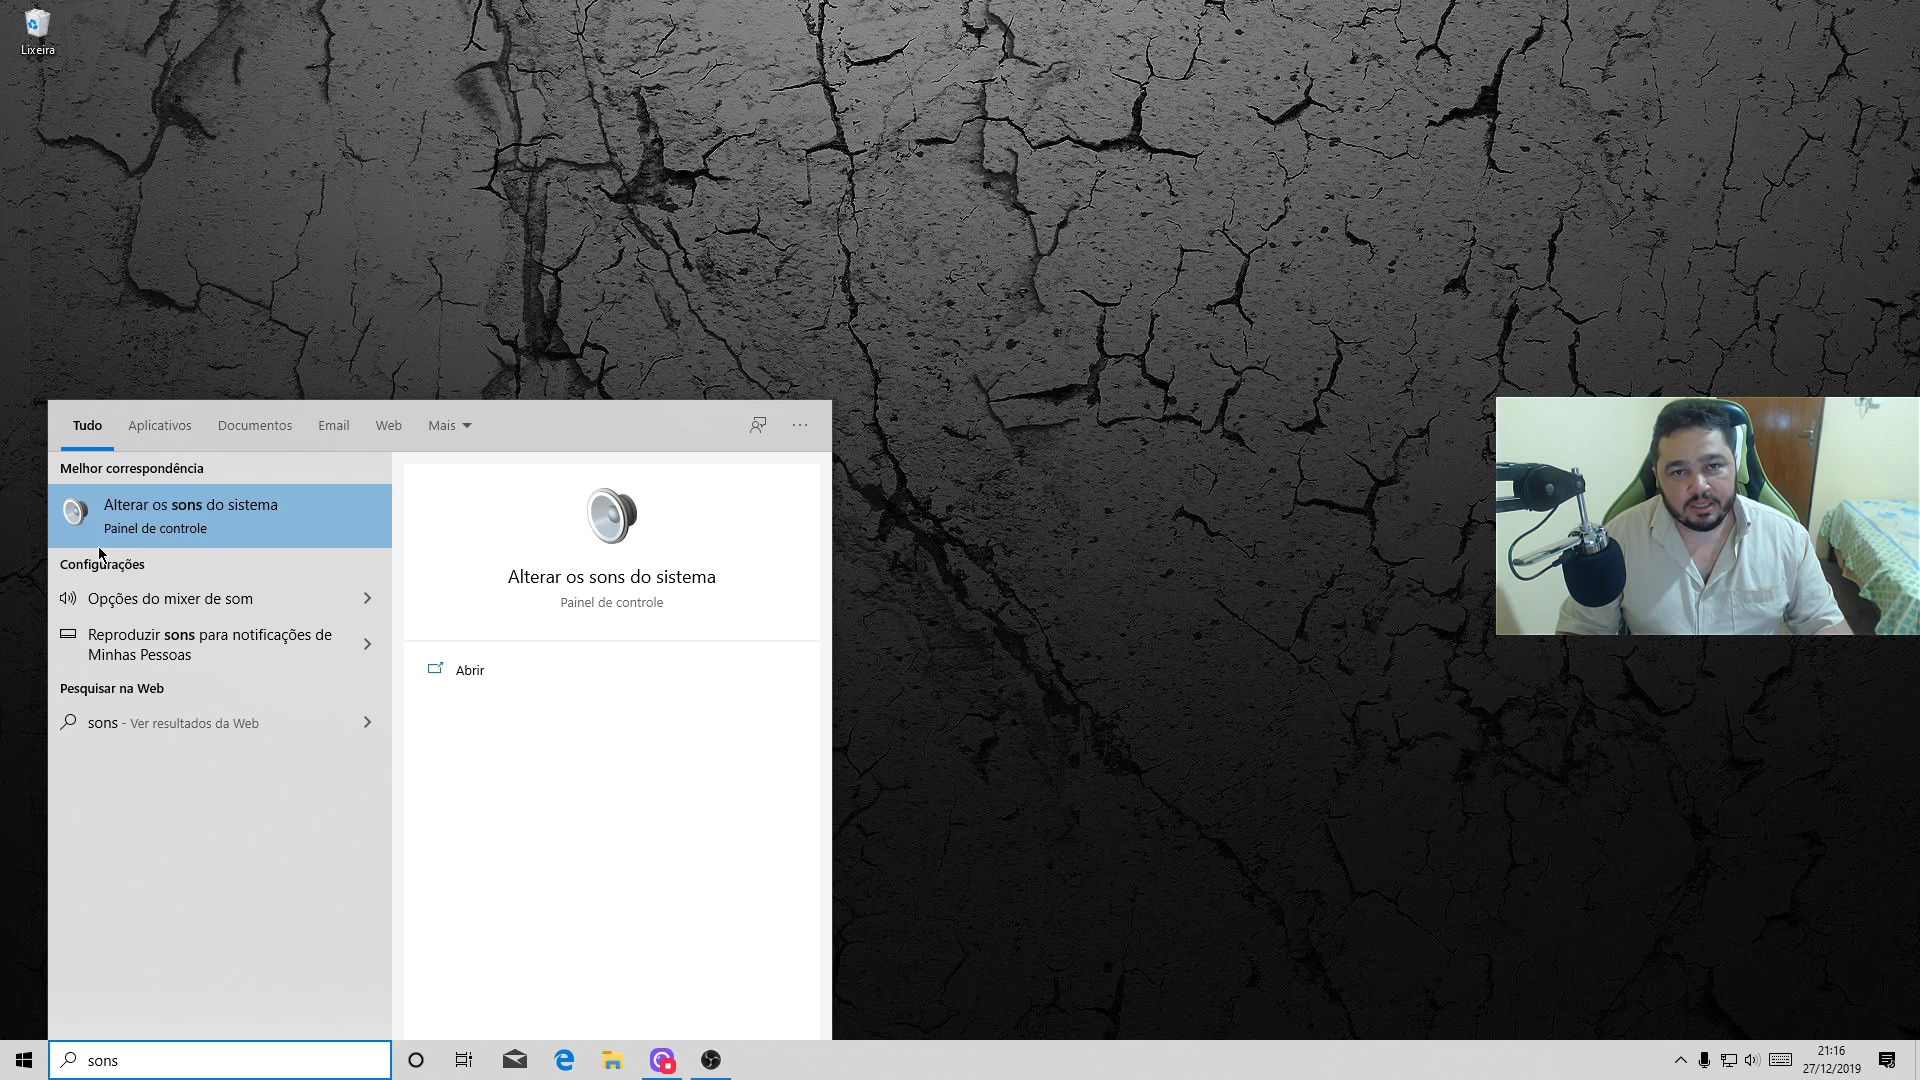 Lixeira
Tudo Aplicativos Documentos Email Web Mais
Melhor correspondência
Alterar os sons do sistema
Painel de controle
Configurações
Opções do mixer de som
Reproduzir sons para notificações de
Minhas Pessoas
Pesquisar na Web
sons - Ver resultados da Web
Alterar os sons do sistema
Painel de controle
Abrir
sons
21:16
27/12/2019